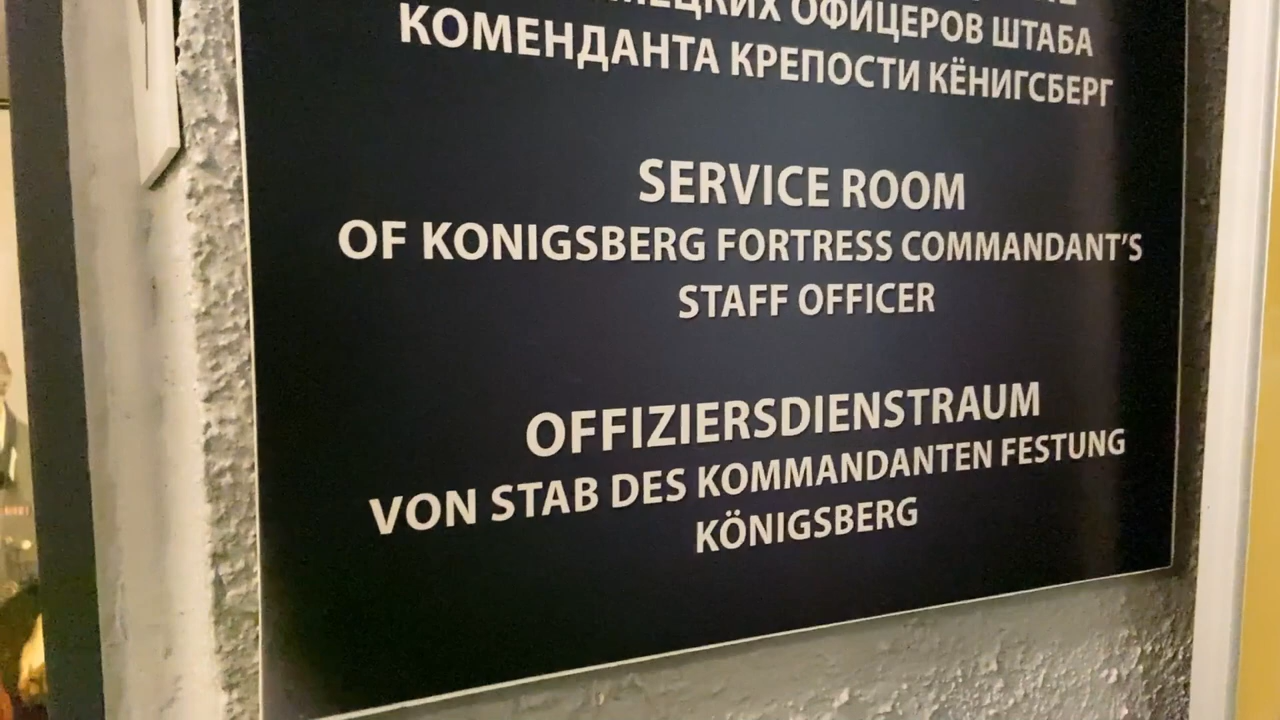 ОФИЦЕРОВ ШТАБА
КОМЕНДАНТА КРЕПОСТИ КЁНИГСБЕРГ
SERVICE ROOM
OF KONIGSBERG FORTRESS COMMANDANT'S
STAFF OFFICER
OFFIZIERSDIENSTRAUM
VON STAB DES KOMMANDANTEN FESTUNG
KÖNIGSBERG